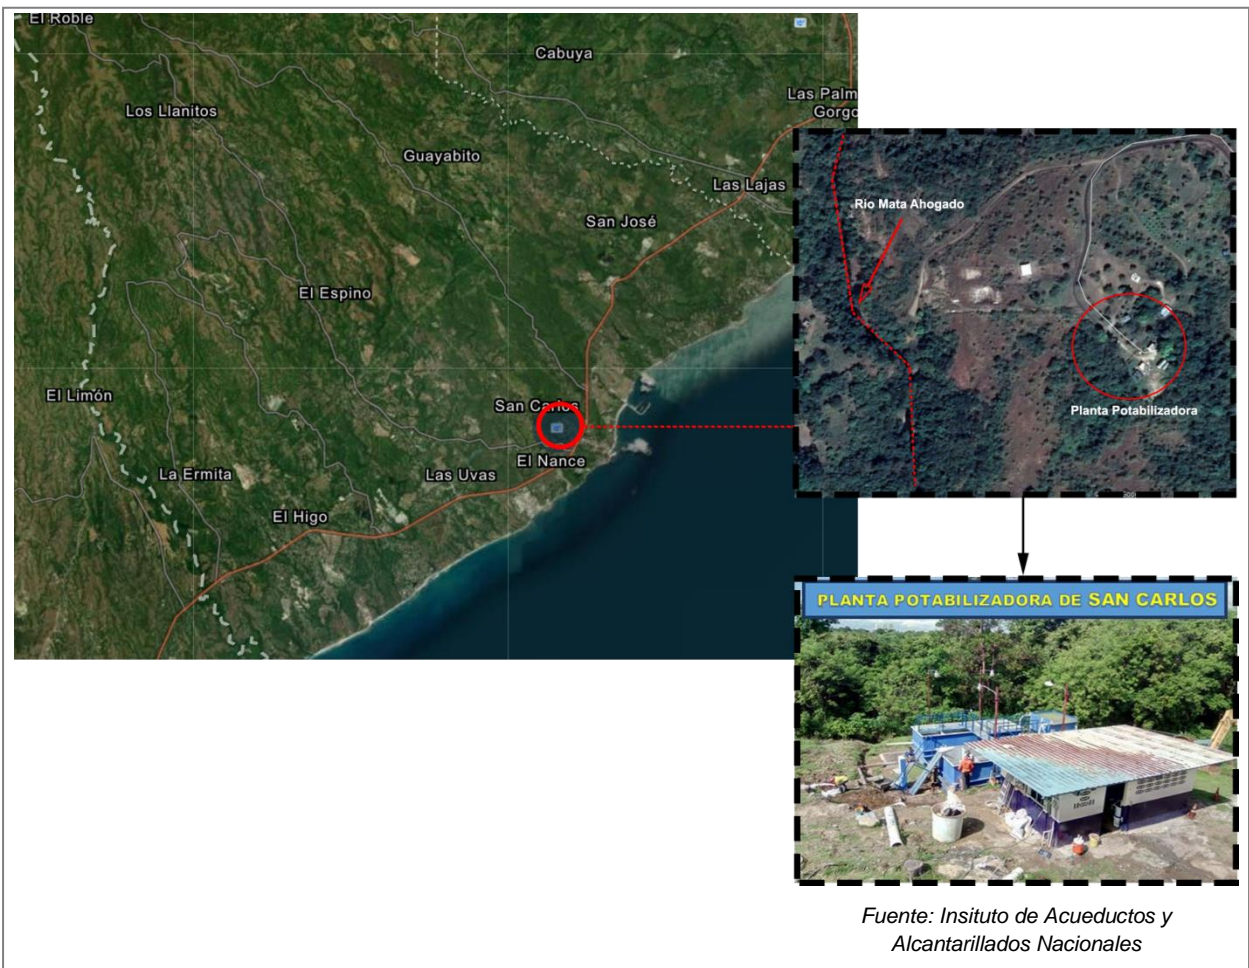 El Roble
Cabuya
Las Palm
Gorgo
Los Llanitos
Guayabito
Las Lajas
San José
El Espino
El Limón
San Carlos
El Nance
Las Uvas
La Ermita
El Higo
Río Mata Ahogado
Planta Potabilizadora
PLANTA POTABILIZADORA DE SAN CARLOS
Fuente: Insituto de Acueductos y
Alcantarillados Nacionales